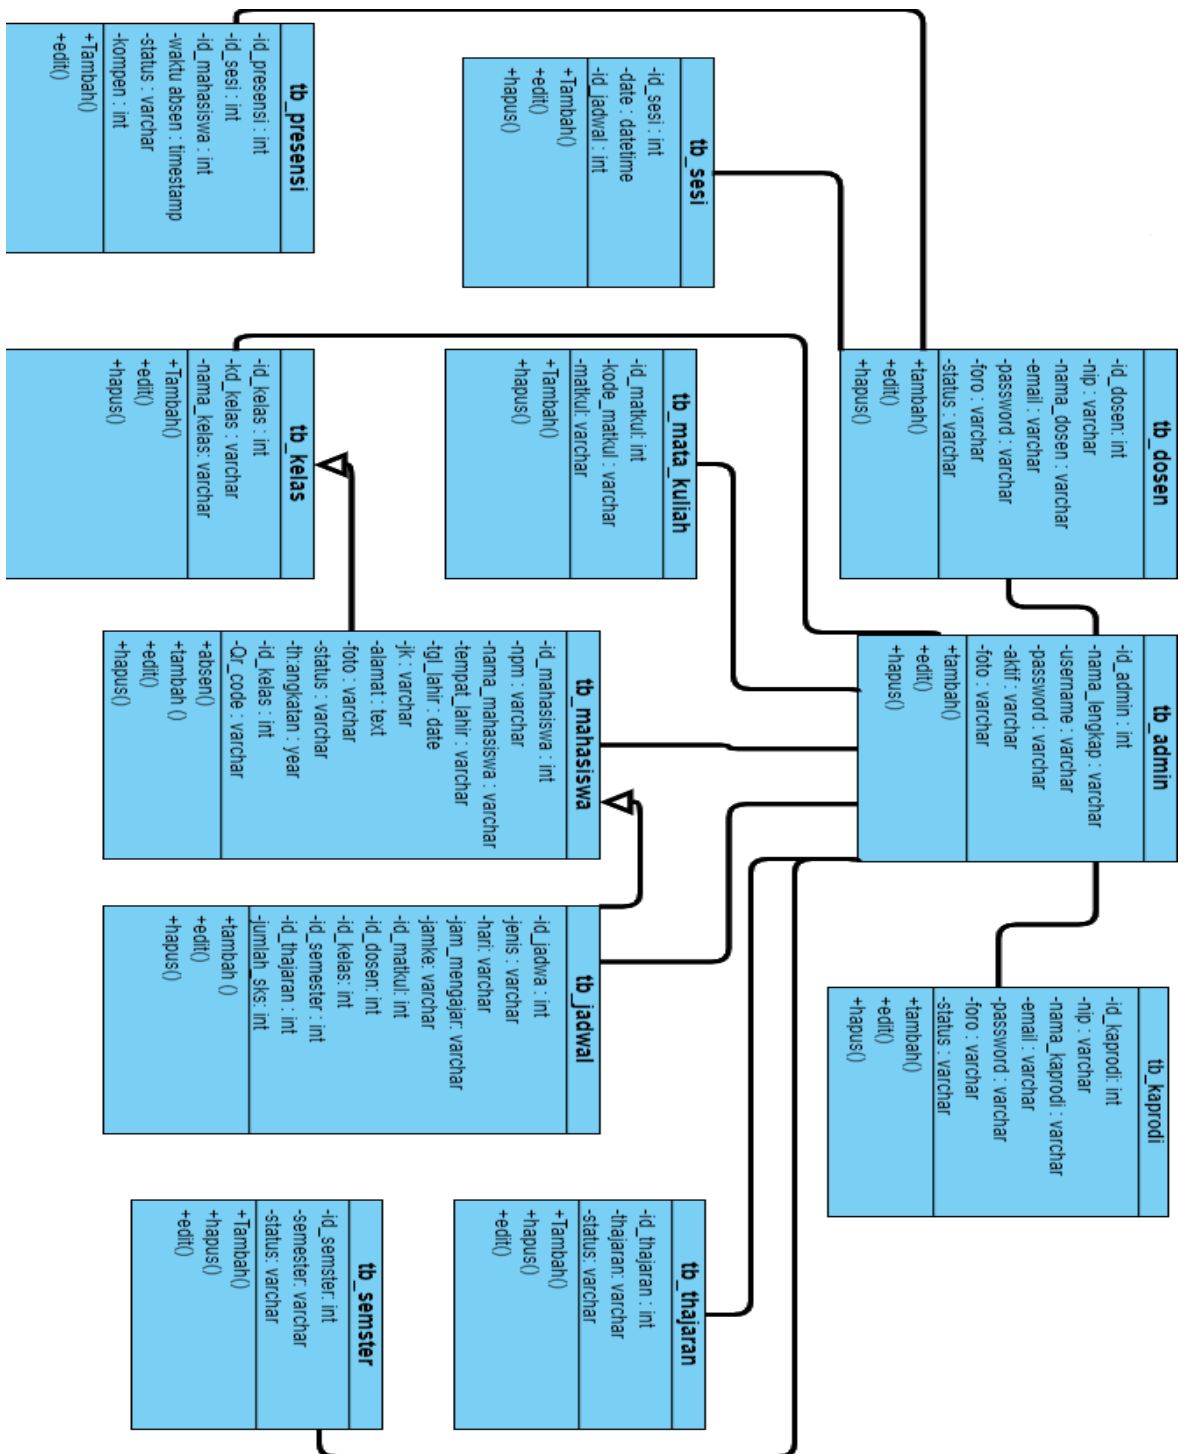 tb_dosen
-id_dosen: int
-nip : varchar
-nama_dosen : varchar
-email : varchar
-password : varchar
-foro : varchar
-status : varchar
+tambah()
+edit()
+hapus()
tb_admin
-id_admin : int
-nama_lengkap : varchar
-username : varchar
-password : varchar
-aktif : varchar
-foto : varchar
+tambah()
+edit()
+hapus()
tb_kaprodi
-id_kaprodi: int
-nip : varchar
-nama_kaprodi : varchar
-email : varchar
-password : varchar
-foro : varchar
-status : varchar
+tambah()
+edit()
+hapus()
tb_sesi
-id_sesi : int
-date : datetime
-id_jadwal : int
+Tambah()
+edit()
+hapus()
tb_mata_kuliah
-id_matkul: int
-kode_matkul : varchar
-matkul: varchar
+Tambah()
+edit()
+hapus()
tb_mahasiswa
-id_mahasiswa : int
-npm : varchar
-nama_mahasiswa : varchar
-tempat_lahir : varchar
-tgl_lahir : date
-jk : varchar
-alamat : text
-foto : varchar
-status : varchar
-th:angkatan : year
-id_kelas : int
-Qr_code : varchar
+absen()
+tambah ()
+edit()
+hapus()
tb_jadwal
-id_jadwa : int
-jenis : varchar
-hari: varchar
-jam_mengajar: varchar
-jamke: varchar
-id_matkul: int
-id_dosen: int
-id_kelas: int
-id_semester : int
-id_thajaran : int
-jumlah_sks: int
+tambah ()
+edit()
+hapus()
tb_thajaran
-id_thajaran : int
-thajaran: varchar
-status: varchar
+Tambah()
+hapus()
+edit()
tb_presensi
-id_presensi : int
-id_sesi : int
-id_mahasiswa : int
-waktu absen : timestamp
-status : varchar
-kompen : int
+Tambah()
+edit()
tb_kelas
-id_kelas : int
-kd_kelas : varchar
-nama_kelas: varchar
+Tambah()
+edit()
+hapus()
tb_semster
-id_semster: int
-semester: varchar
-status: varchar
+Tambah()
+hapus()
+edit()